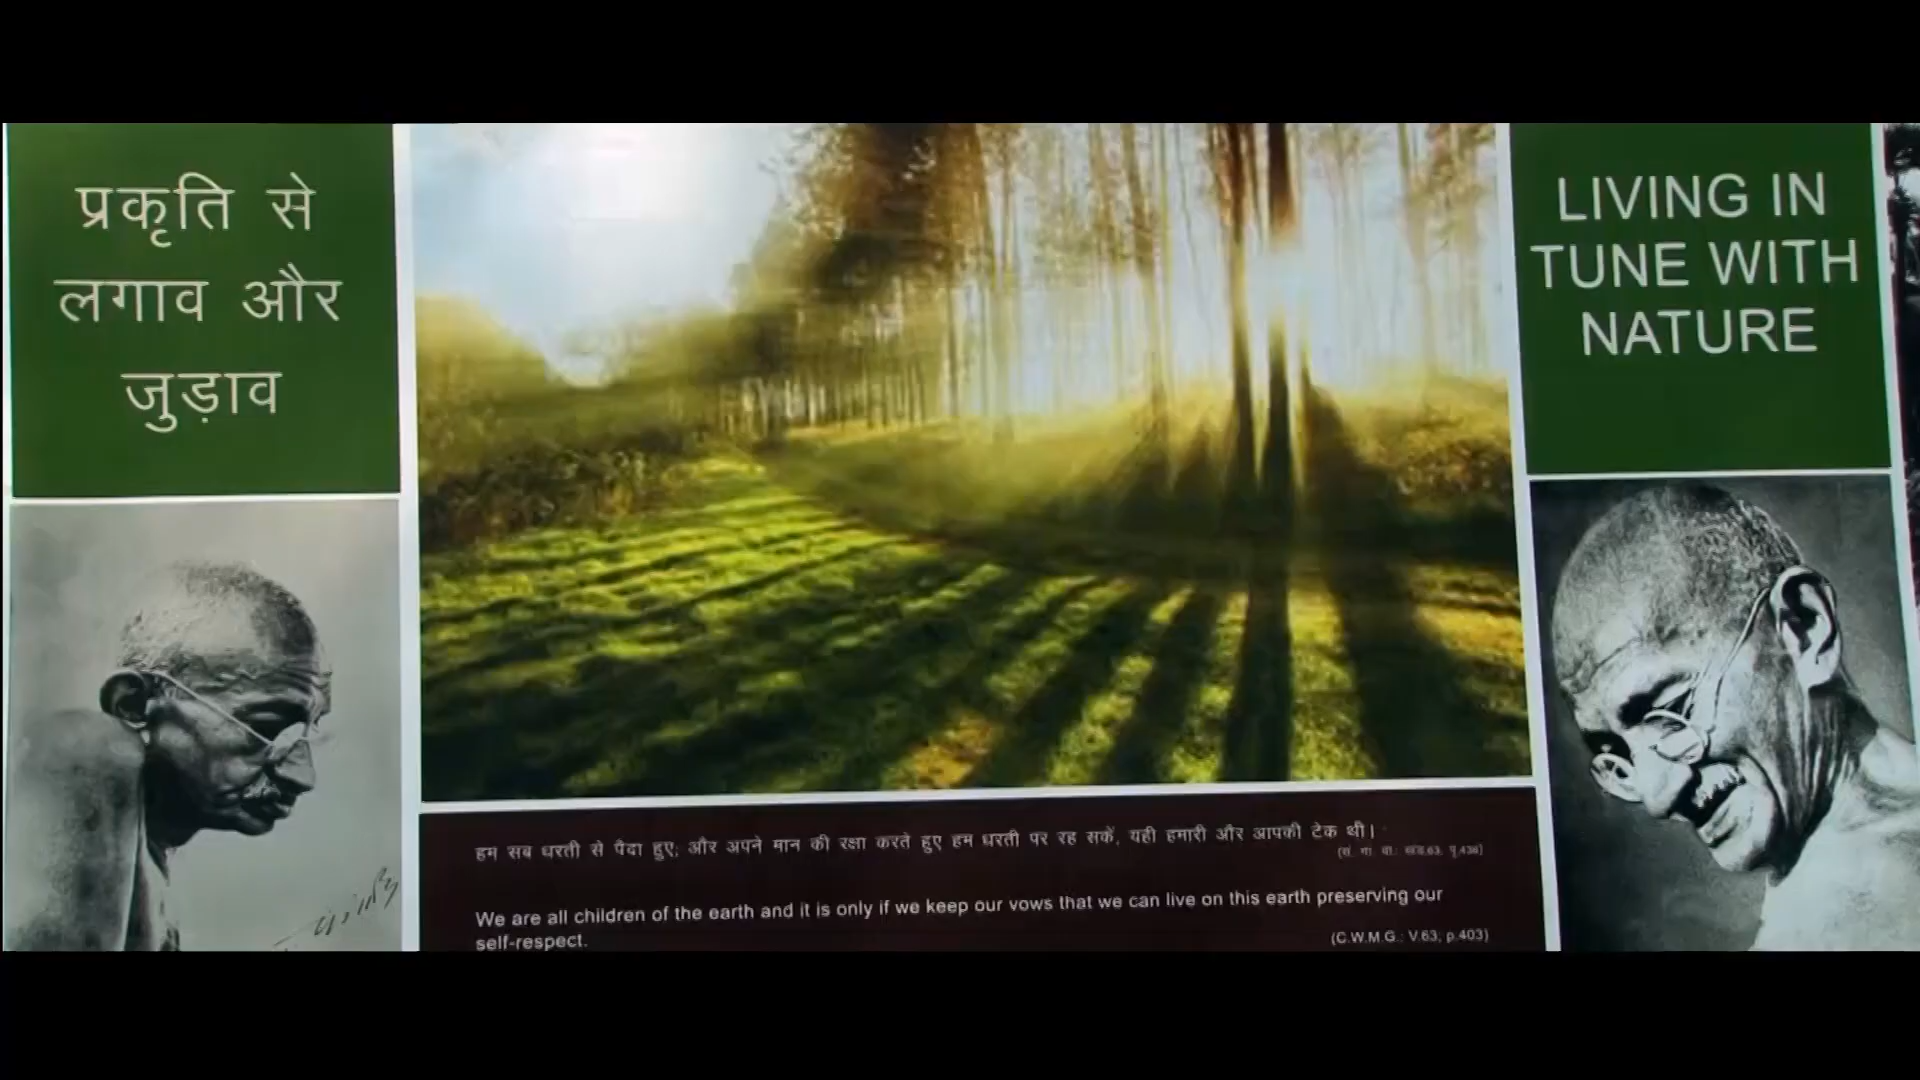 प्रकृति से
लगाव और
जुड़ाव
LIVING IN
TUNE WITH
NATURE
हम सब धरती से पैदा हुए; और अपने मान की रक्षा करते हुए हम धरती पर रह सकें, यही हमारी और आपकी टेक थी।
(सं. गां. वा.: खंड.63, पृ.436)
We are all children of the earth and it is only if we keep our vows that we can live on this earth preserving our
self-respect.
(C.W.M.G.: V.63; p.403)